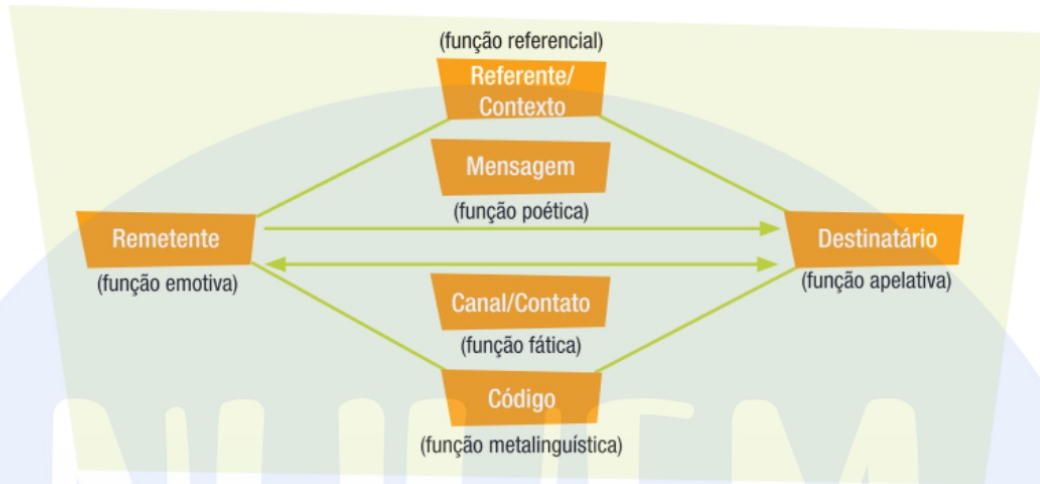 (função referencial)
Referente/
Contexto
Mensagem
(função poética)
Remetente
(função emotiva)
Destinatário
(função apelativa)
Canal/Contato
(função fática)
Código
(função metalinguística)